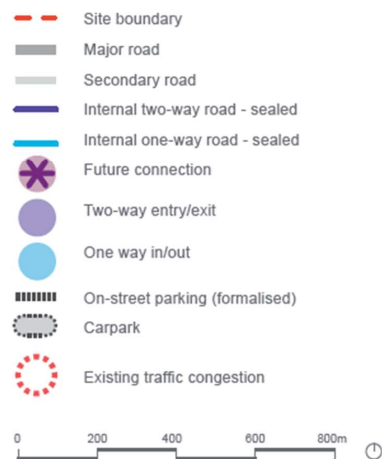 Site boundary
Major road
Secondary road
Internal two-way road - sealed
Internal one-way road - sealed
Future connection
Two-way entry/exit
One way in/out
On-street parking (formalised)
Carpark
Existing traffic congestion
0 200 400 600 800m